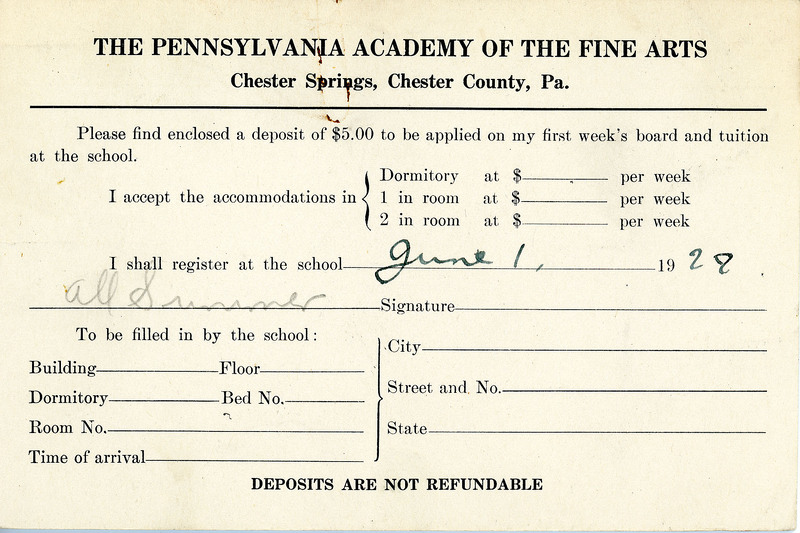 THE PENNSYLVANIA ACADEMY OF THE FINE ARTS
Chester Springs, Chester County, Pa.
Please find enclosed a deposit of $5.00 to be applied on my first week's board and tuition
at the school.
I accept the accommodations in
Dormitory at $ per week
1 in room at $ per week
2 in room at $ per week
I shall register at the school June 1, 1928
All Summer Signature
To be filled in by the school:
City
Building Floor
Street and No.
Dormitory Bed No.
Room No.
State
Time of arrival
DEPOSITS ARE NOT REFUNDABLE